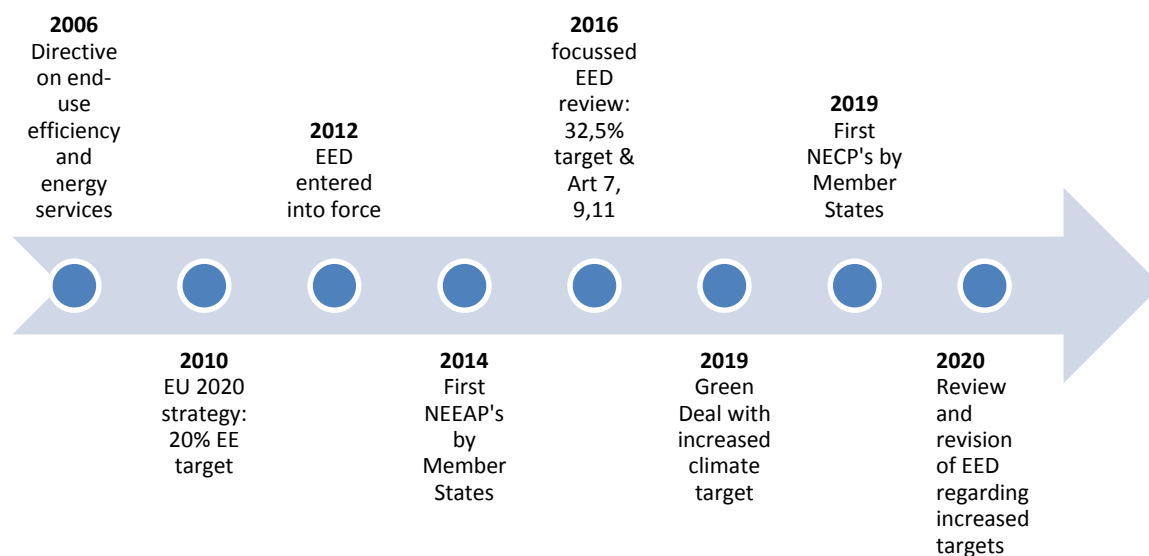 2006
Directive
on end-
use
efficiency
and
energy
services
2010
EU 2020
strategy:
20% EE
target
2012
EED
entered
into force
2014
First
NEEAP's
by
Member
States
2016
focussed
EED
review:
32,5%
target &
Art 7,
9,11
2019
Green
Deal with
increased
climate
target
2019
First
NECP's by
Member
States
2020
Review
and
revision
of EED
regarding
increased
targets